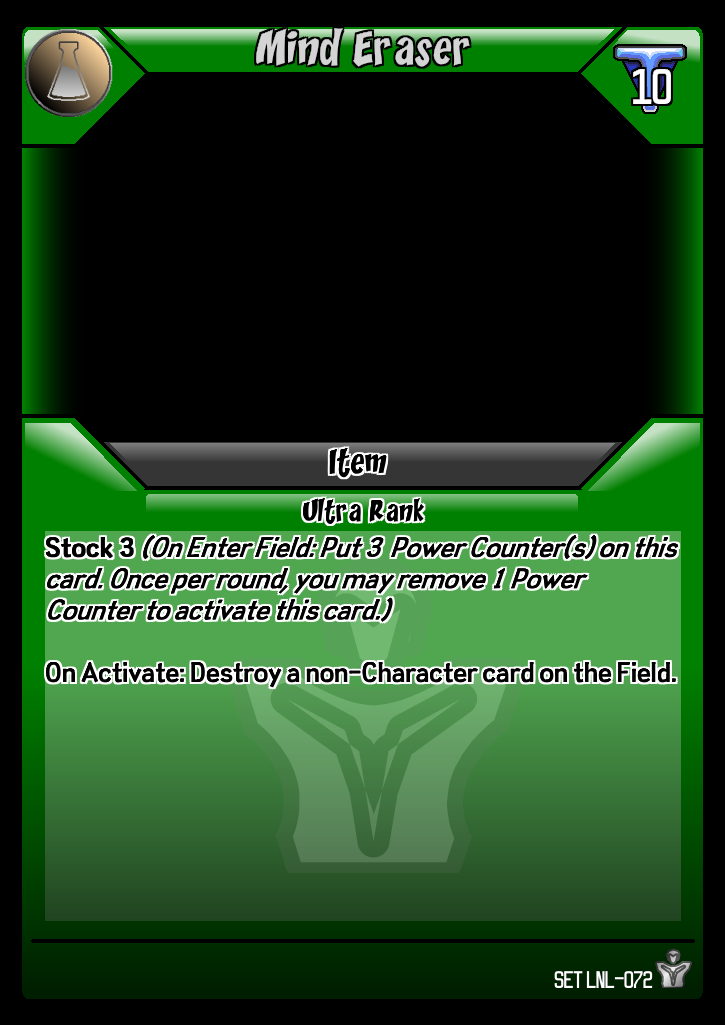 Mind Eraser
10
Item
Ultra Rank
Stock 3 (On Enter Field: Put 3 Power Counter(s) on this
card. Once per round, you may remove 1 Power
Counter to activate this card.)
On Activate: Destroy a non-Character card on the Field.
SET LNL-072